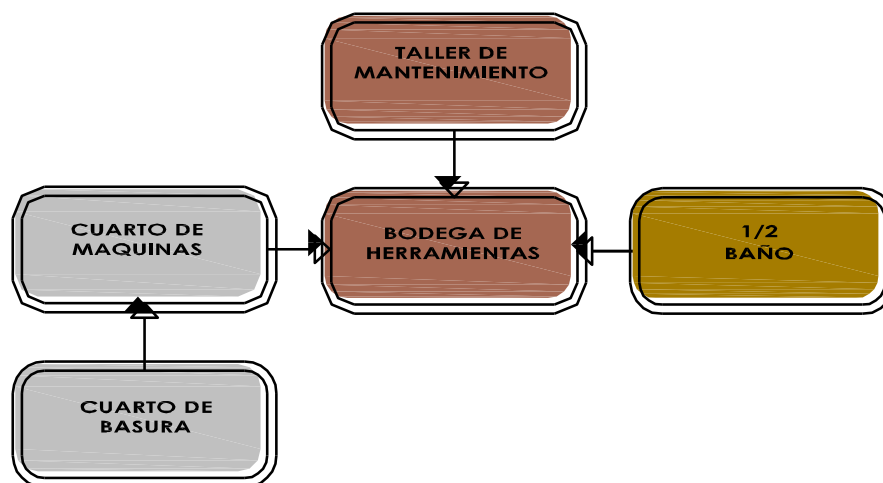 TALLER DE
MANTENIMIENTO
CUARTO DE
MAQUINAS
BODEGA DE
HERRAMIENTAS
1/2
BAÑO
CUARTO DE
BASURA